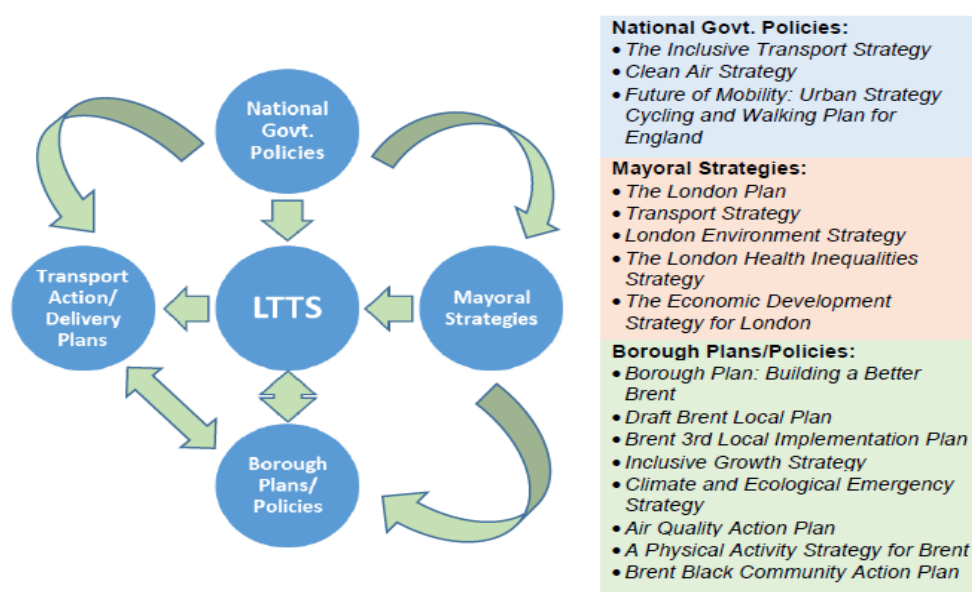 National
Govt.
Policies
Transport
Action/
Delivery
Plans
LTTS
Mayoral
Strategies
Borough
Plans/
Policies
National Govt. Policies:
• The Inclusive Transport Strategy
• Clean Air Strategy
• Future of Mobility: Urban Strategy
Cycling and Walking Plan for
England
Mayoral Strategies:
• The London Plan
• Transport Strategy
• London Environment Strategy
• The London Health Inequalities
Strategy
• The Economic Development
Strategy for London
Borough Plans/Policies:
• Borough Plan: Building a Better
Brent
• Draft Brent Local Plan
• Brent 3rd Local Implementation Plan
• Inclusive Growth Strategy
• Climate and Ecological Emergency
Strategy
• Air Quality Action Plan
• A Physical Activity Strategy for Brent
• Brent Black Community Action Plan